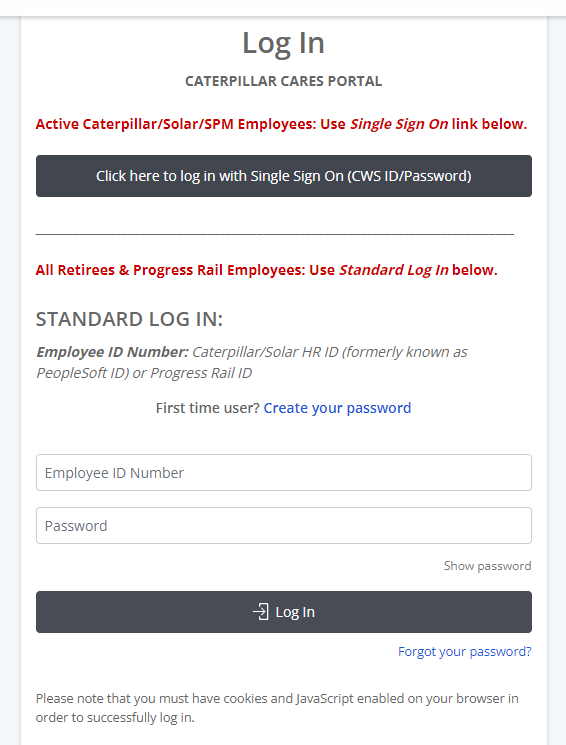 Log In
CATERPILLAR CARES PORTAL
Active Caterpillar/Solar/SPM Employees: Use Single Sign On link below.
Click here to log in with Single Sign On (CWS ID/Password)
All Retirees & Progress Rail Employees: Use Standard Log In below.
STANDARD LOG IN:
Employee ID Number: Caterpillar/Solar HR ID (formerly known as
PeopleSoft ID) or Progress Rail ID
First time user? Create your password
Employee ID Number
Password
Show password
Log In
Forgot your password?
Please note that you must have cookies and JavaScript enabled on your browser in
order to successfully log in.